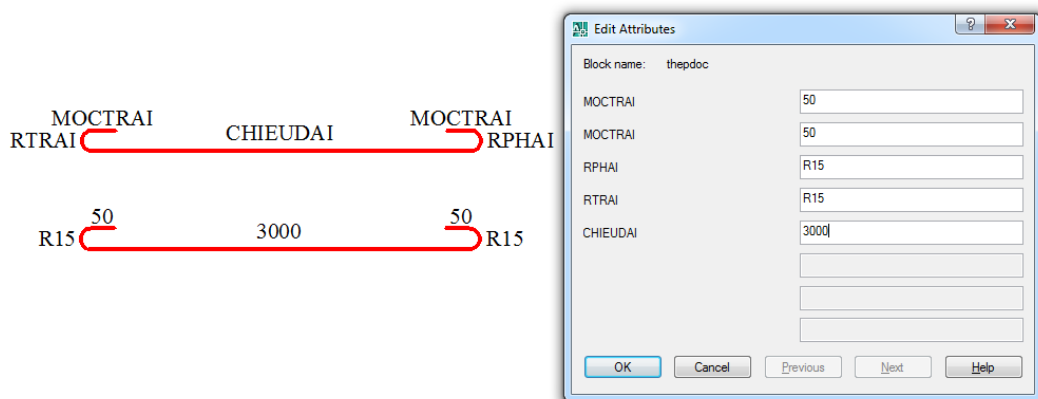 MOCTRAI MOCTRAI
RTRAI CHIEUDAI RPHAI
50 50
R15 3000 R15
Edit Attributes
Block name: thepdoc
MOCTRAI 50
MOCTRAI 50
RPHAI R15
RTRAI R15
CHIEUDAI 3000
OK Cancel Previous Next Help